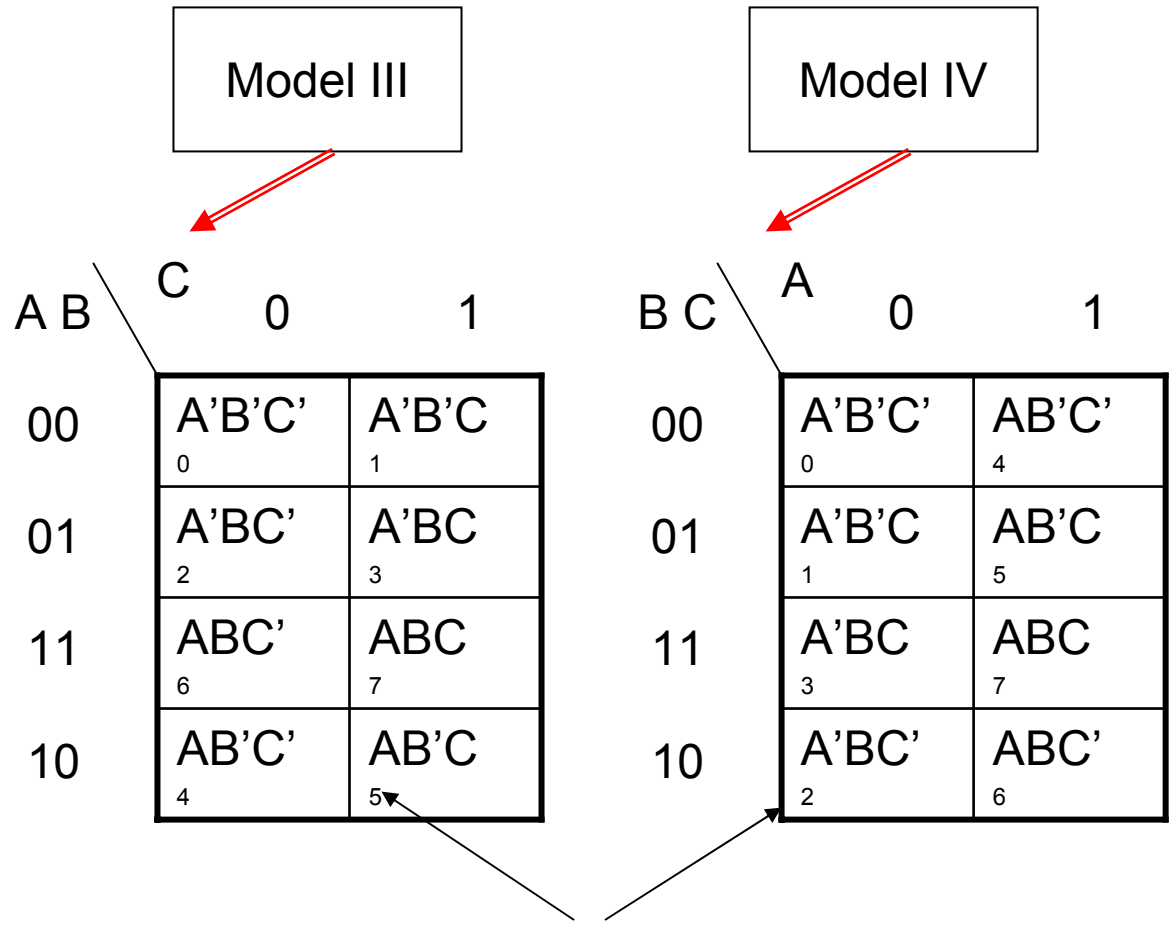 Model III
Model IV
C
A B
0 1
00
A’B’C’ A’B’C
0 1
01
A’BC’ A’BC
2 3
11
ABC’ ABC
6 7
10
AB’C’ AB’C
4 5
A
B C
0 1
00
A’B’C’ AB’C’
0 4
01
A’B’C AB’C
1 5
11
A’BC ABC
3 7
10
A’BC’ ABC’
2 6